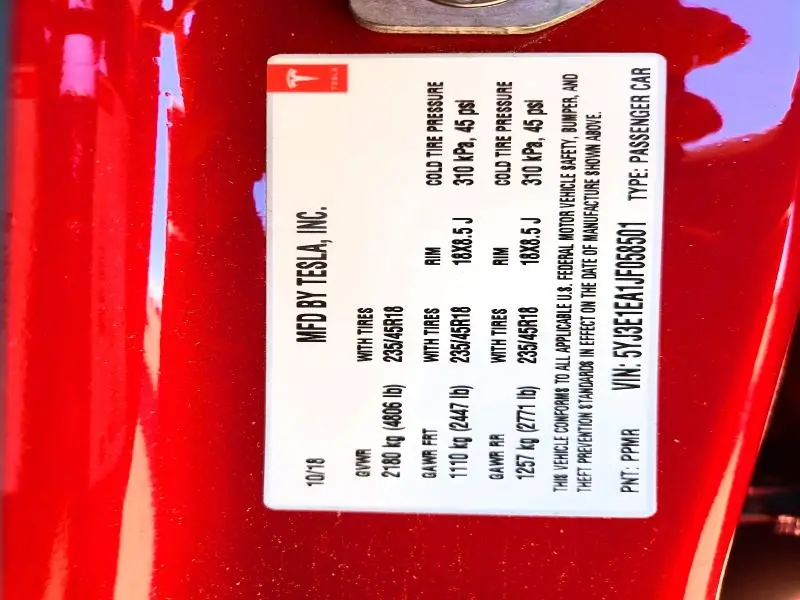 TESLA
MFD BY TESLA, INC.
10/18
GVWR WITH TIRES
2180 kg (4806 lb) 235/45R18
GAWR FRT WITH TIRES RIM COLD TIRE PRESSURE
1110 kg (2447 lb) 235/45R18 18X8.5 J 310 kPa, 45 psi
GAWR RR WITH TIRES RIM COLD TIRE PRESSURE
1257 kg (2771 lb) 235/45R18 18X8.5 J 310 kPa, 45 psi
THIS VEHICLE CONFORMS TO ALL APPLICABLE U.S. FEDERAL MOTOR VEHICLE SAFETY, BUMPER, AND
THEFT PREVENTION STANDARDS IN EFFECT ON THE DATE OF MANUFACTURE SHOWN ABOVE.
PNT: PPMR VIN: 5YJ3E1EA1JF058501 TYPE: PASSENGER CAR